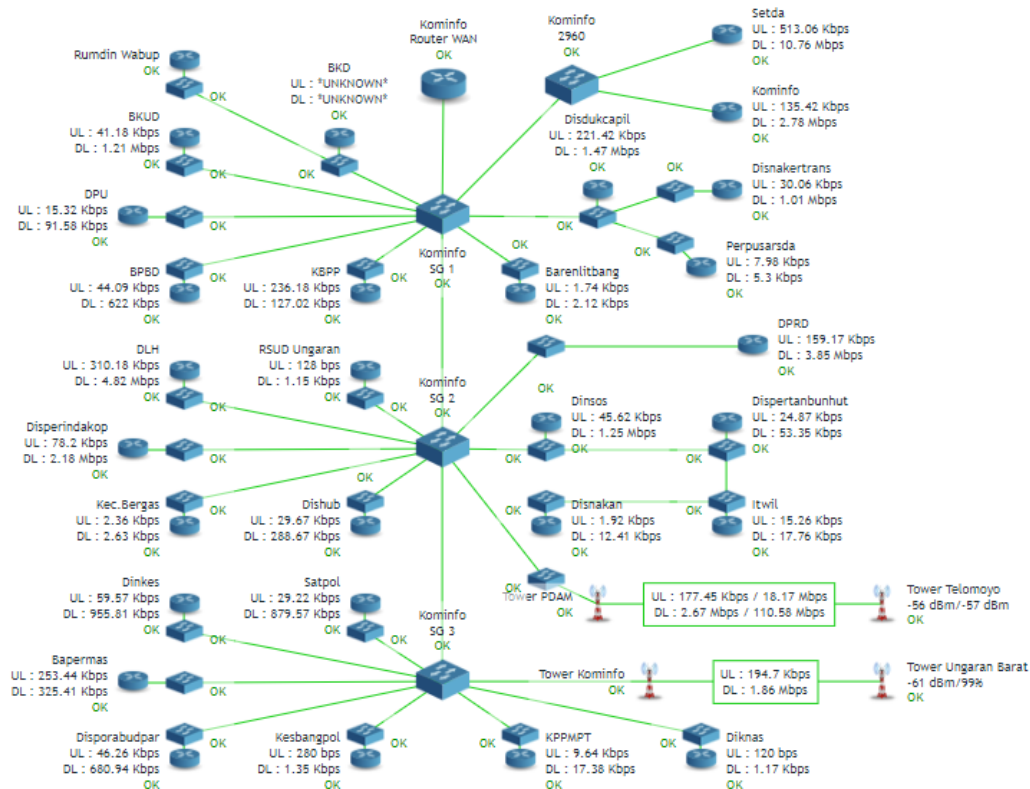 Kominfo
Router WAN
OK
Kominfo
2960
OK
Setda
UL : 513.06 Kbps
DL : 10.76 Mbps
OK
Rumdin Wabup
OK
OK
BKD
UL : *UNKNOWN*
DL : *UNKNOWN*
OK
OK
Kominfo
UL : 135.42 Kbps
DL : 2.78 Mbps
OK
BKUD
UL : 41.18 Kbps
DL : 1.21 Mbps
OK
OK
Disdukcapil
UL : 221.42 Kbps
DL : 1.47 Mbps
OK
OK
OK
Disnakertrans
UL : 30.06 Kbps
DL : 1.01 Mbps
OK
DPU
UL : 15.32 Kbps
DL : 91.58 Kbps
OK
OK
Kominfo
SG 1
OK
Perpusarsda
UL : 7.98 Kbps
DL : 5.3 Kbps
OK
OK
BPBD
UL : 44.09 Kbps
DL : 622 Kbps
OK
OK
KBPP
UL : 236.18 Kbps
DL : 127.02 Kbps
OK
OK
OK
Barenlitbang
UL : 1.74 Kbps
DL : 2.12 Kbps
OK
DPRD
UL : 159.17 Kbps
DL : 3.85 Mbps
OK
OK
DLH
UL : 310.18 Kbps
DL : 4.82 Mbps
OK
OK
RSUD Ungaran
UL : 128 bps
DL : 1.15 Kbps
OK
OK
Kominfo
SG 2
OK
Dinsos
UL : 45.62 Kbps
DL : 1.25 Mbps
OK
OK
Dispertanbunhut
UL : 24.87 Kbps
DL : 53.35 Kbps
OK
OK
Disperindakop
UL : 78.2 Kbps
DL : 2.18 Mbps
OK
OK
Kec.Bergas
UL : 2.36 Kbps
DL : 2.63 Kbps
OK
OK
OK
Dishub
UL : 29.67 Kbps
DL : 288.67 Kbps
OK
OK
Disnakan
UL : 1.92 Kbps
DL : 12.41 Kbps
OK
OK
Itwil
UL : 15.26 Kbps
DL : 17.76 Kbps
OK
OK
Tower PDAM
OK
UL : 177.45 Kbps / 18.17 Mbps
DL : 2.67 Mbps / 110.58 Mbps
Tower Telomoyo
-56 dBm/-57 dBm
OK
Dinkes
UL : 59.57 Kbps
DL : 955.81 Kbps
OK
OK
Satpol
UL : 29.22 Kbps
DL : 879.57 Kbps
OK
OK
Kominfo
SG 3
OK
Bapermas
UL : 253.44 Kbps
DL : 325.41 Kbps
OK
OK
Tower Kominfo
OK
UL : 194.7 Kbps
DL : 1.86 Mbps
Tower Ungaran Barat
-61 dBm/99%
OK
Disporabudpar
UL : 46.26 Kbps
DL : 680.94 Kbps
OK
OK
Kesbangpol
UL : 280 bps
DL : 1.35 Kbps
OK
OK
OK
KPPMPT
UL : 9.64 Kbps
DL : 17.38 Kbps
OK
OK
Diknas
UL : 120 bps
DL : 1.17 Kbps
OK